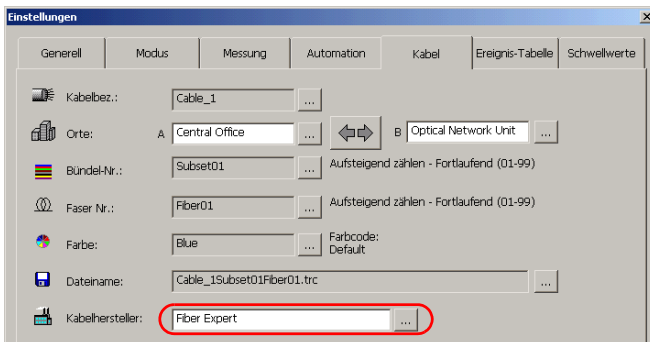 Einstellungen
Generell Modus Messung Automation Kabel Ereignis-Tabelle Schwellwerte
Kabelbez.: Cable_1 ...
Orte: A Central Office ... B Optical Network Unit ...
Bündel-Nr.: Subset01 ... Aufsteigend zählen - Fortlaufend (01-99)
Faser Nr.: Fiber01 ... Aufsteigend zählen - Fortlaufend (01-99)
Farbe: Blue ... Farbcode:
Default
Dateiname: Cable_1Subset01Fiber01.trc ...
Kabelhersteller: Fiber Expert ...